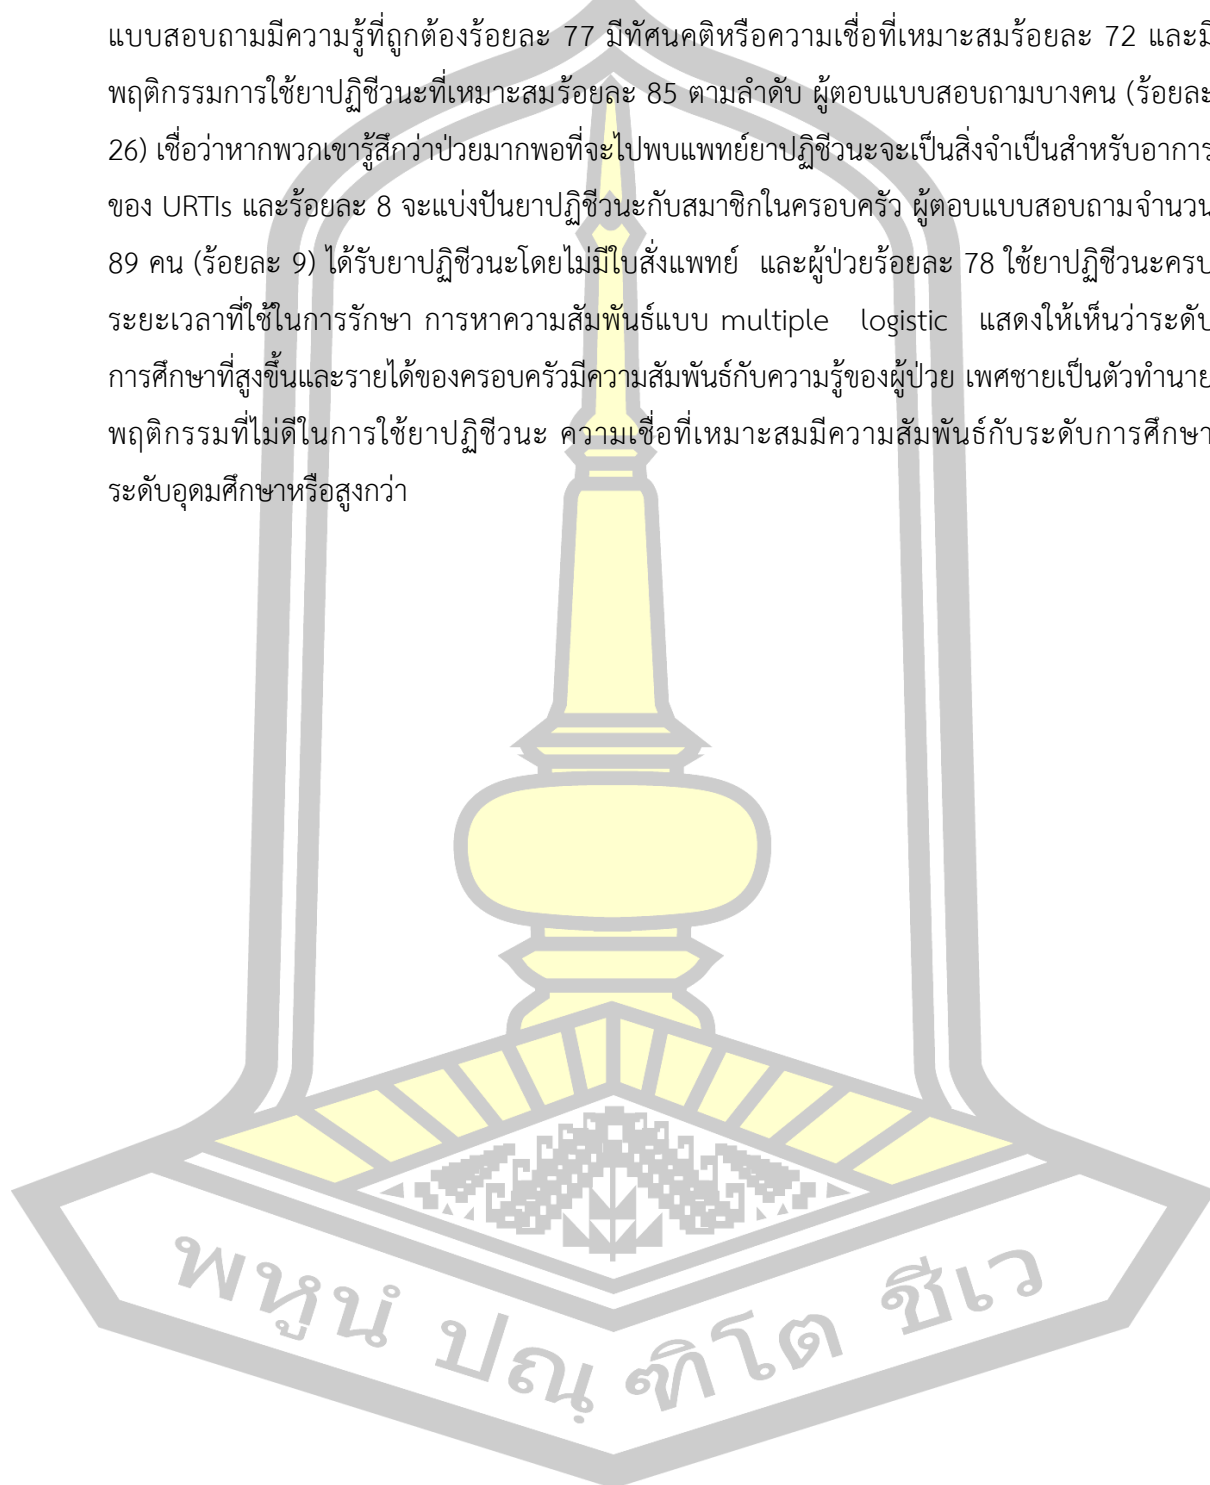 แบบสอบถามมีความรู้ที่ถูกต้องร้อยละ 77 มีทัศนคติหรือความเชื่อที่เหมาะสมร้อยละ 72 และมี
พฤติกรรมการใช้ยาปฏิชีวนะที่เหมาะสมร้อยละ 85 ตามลำดับ ผู้ตอบแบบสอบถามบางคน (ร้อยละ
26) เชื่อว่าหากพวกเขารู้สึกว่าป่วยมากพอที่จะไปพบแพทย์ยาปฏิชีวนะจะเป็นสิ่งจำเป็นสำหรับอาการ
ของ URTIs และร้อยละ 8 จะแบ่งปันยาปฏิชีวนะกับสมาชิกในครอบครัว ผู้ตอบแบบสอบถามจำนวน
89 คน (ร้อยละ 9) ได้รับยาปฏิชีวนะโดยไม่มีใบสั่งแพทย์ และผู้ป่วยร้อยละ 78 ใช้ยาปฏิชีวนะครบ
ระยะเวลาที่ใช้ในการรักษา การหาความสัมพันธ์แบบ multiple logistic แสดงให้เห็นว่าระดับ
การศึกษาที่สูงขึ้นและรายได้ของครอบครัวมีความสัมพันธ์กับความรู้ของผู้ป่วย เพศชายเป็นตัวทำนาย
พฤติกรรมที่ไม่ดีในการใช้ยาปฏิชีวนะ ความเชื่อที่เหมาะสมมีความสัมพันธ์กับระดับการศึกษา
ระดับอุดมศึกษาหรือสูงกว่า
พหูนํ ปณฺฑิโต ชีเว